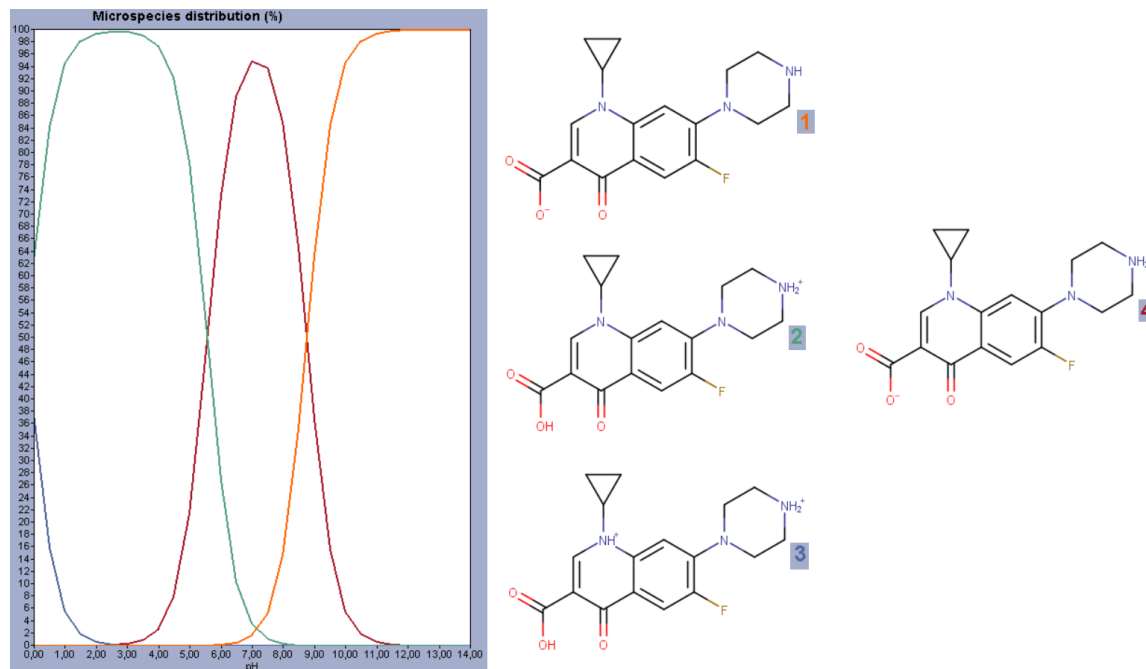 Microspecies distribution (%)
100
98
96
94
92
90
88
86
84
82
80
78
76
74
72
70
68
66
64
62
60
58
56
54
52
50
48
46
44
42
40
38
36
34
32
30
28
26
24
22
20
18
16
14
12
10
8
6
4
2
0
0,00 1,00 2,00 3,00 4,00 5,00 6,00 7,00 8,00 9,00 10,00 11,00 12,00 13,00 14,00
pH
NH
N
N
1
O
F
O⁻
O
NH₂⁺
N
N
2
O
F
OH
O
NH₂⁺
NH⁺
N
3
O
F
OH
O
NH₂
N
N
4
O
F
O⁻
O